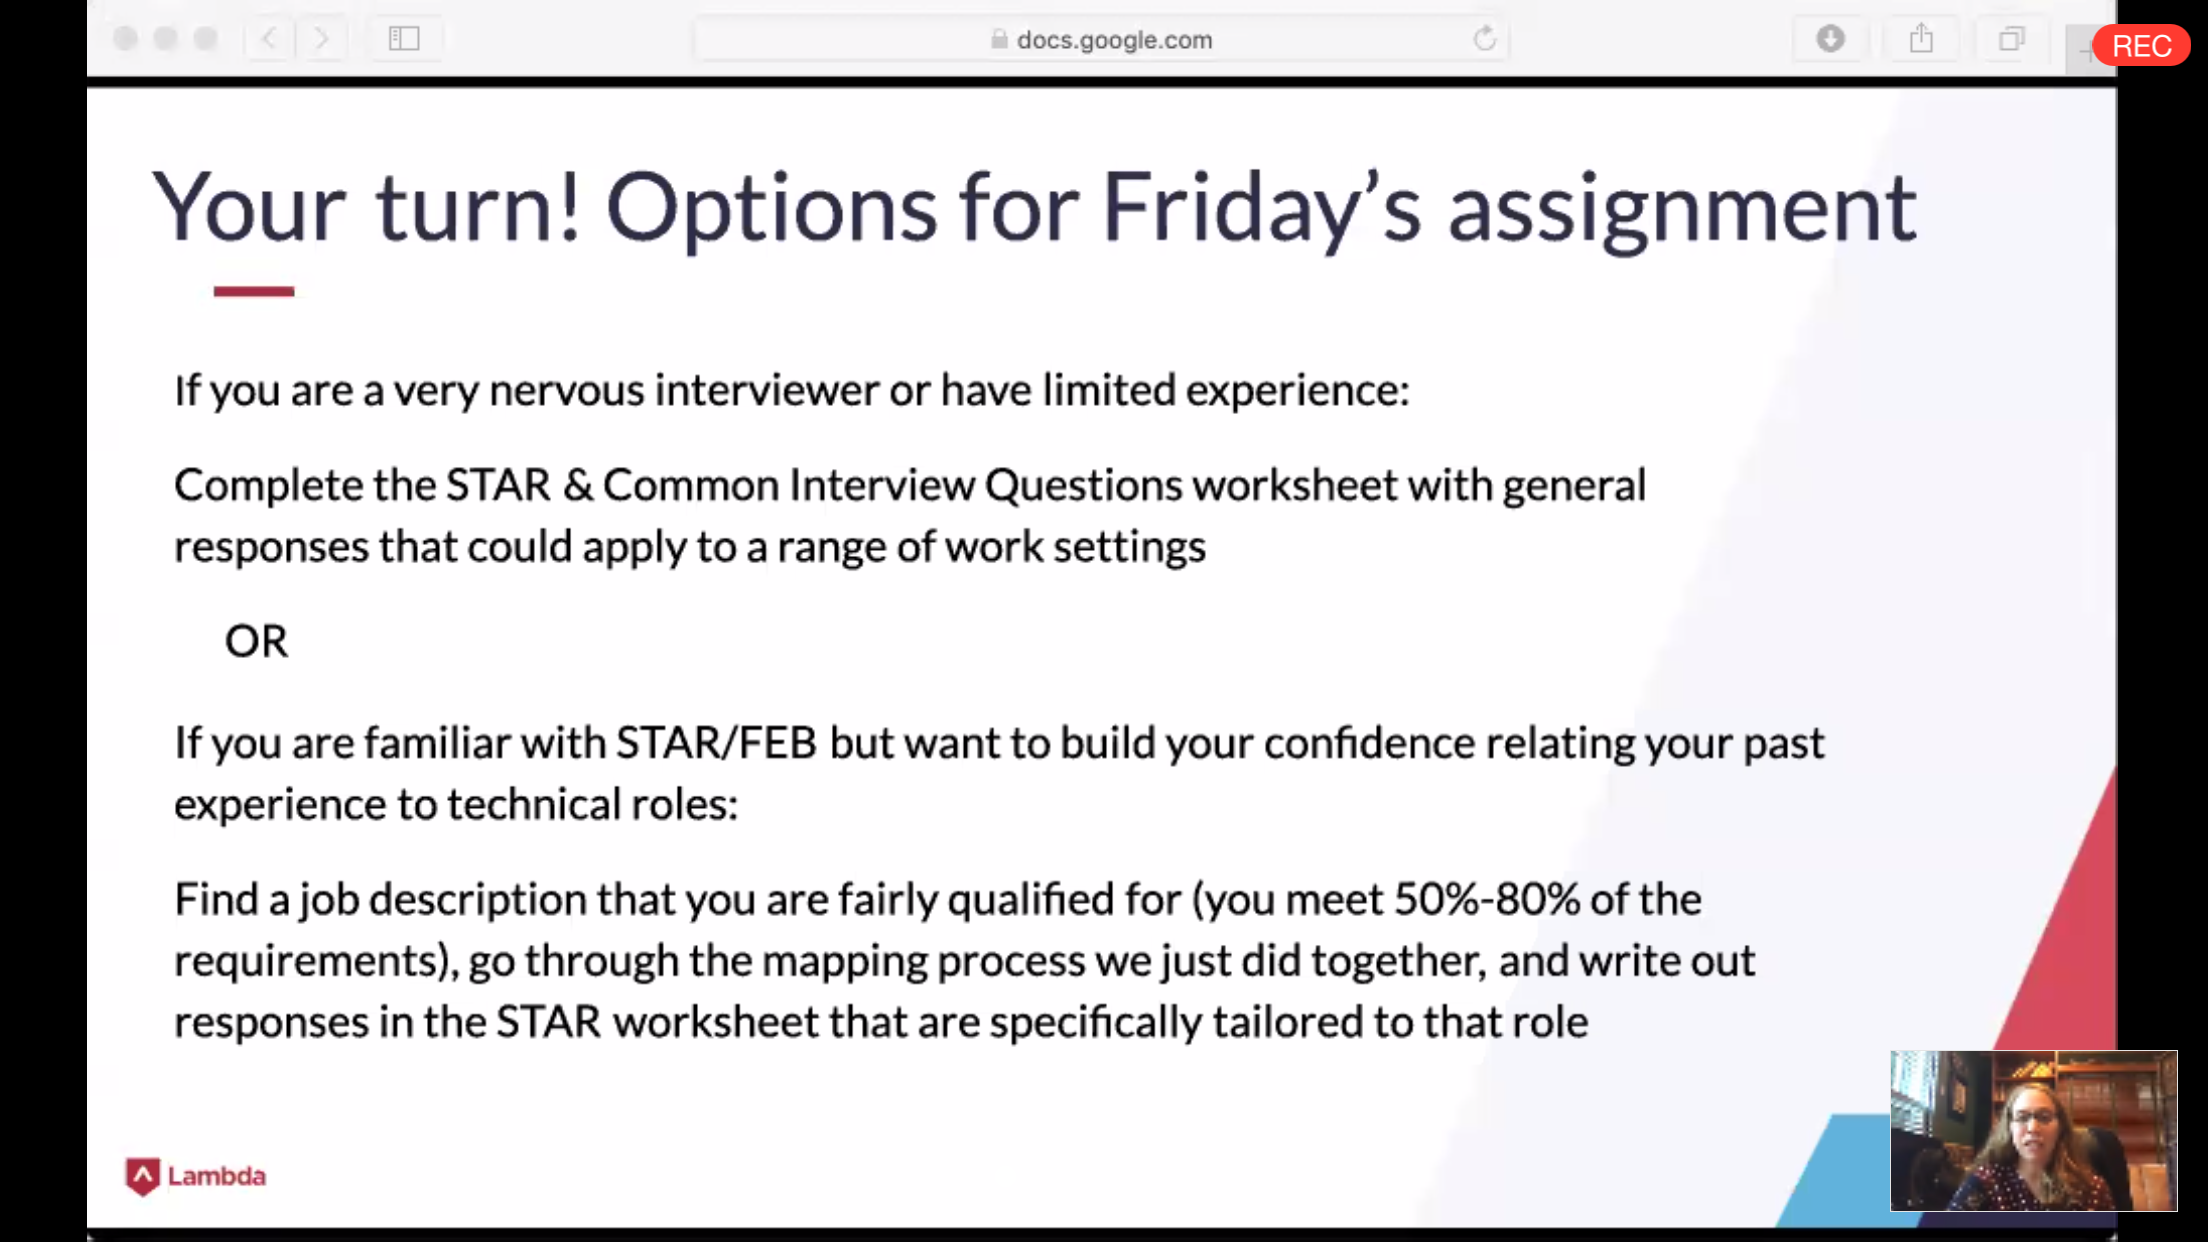 docs.google.com
REC
Your turn! Options for Friday’s assignment
If you are a very nervous interviewer or have limited experience:
Complete the STAR & Common Interview Questions worksheet with general
responses that could apply to a range of work settings
OR
If you are familiar with STAR/FEB but want to build your confidence relating your past
experience to technical roles:
Find a job description that you are fairly qualified for (you meet 50%-80% of the
requirements), go through the mapping process we just did together, and write out
responses in the STAR worksheet that are specifically tailored to that role
Lambda